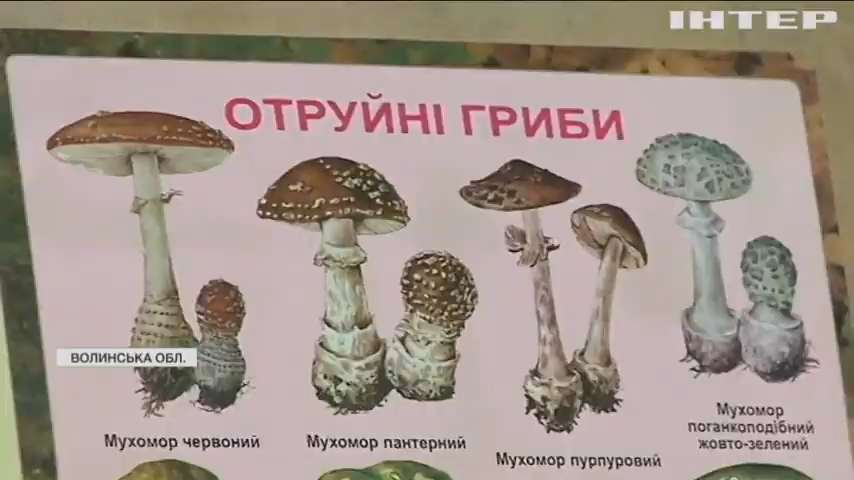 ІНТЕР
ОТРУЙНІ ГРИБИ
ВОЛИНСЬКА ОБЛ.
Мухомор червоний
Мухомор пантерний
Мухомор пурпуровий
Мухомор
поганкоподібний
жовто-зелений